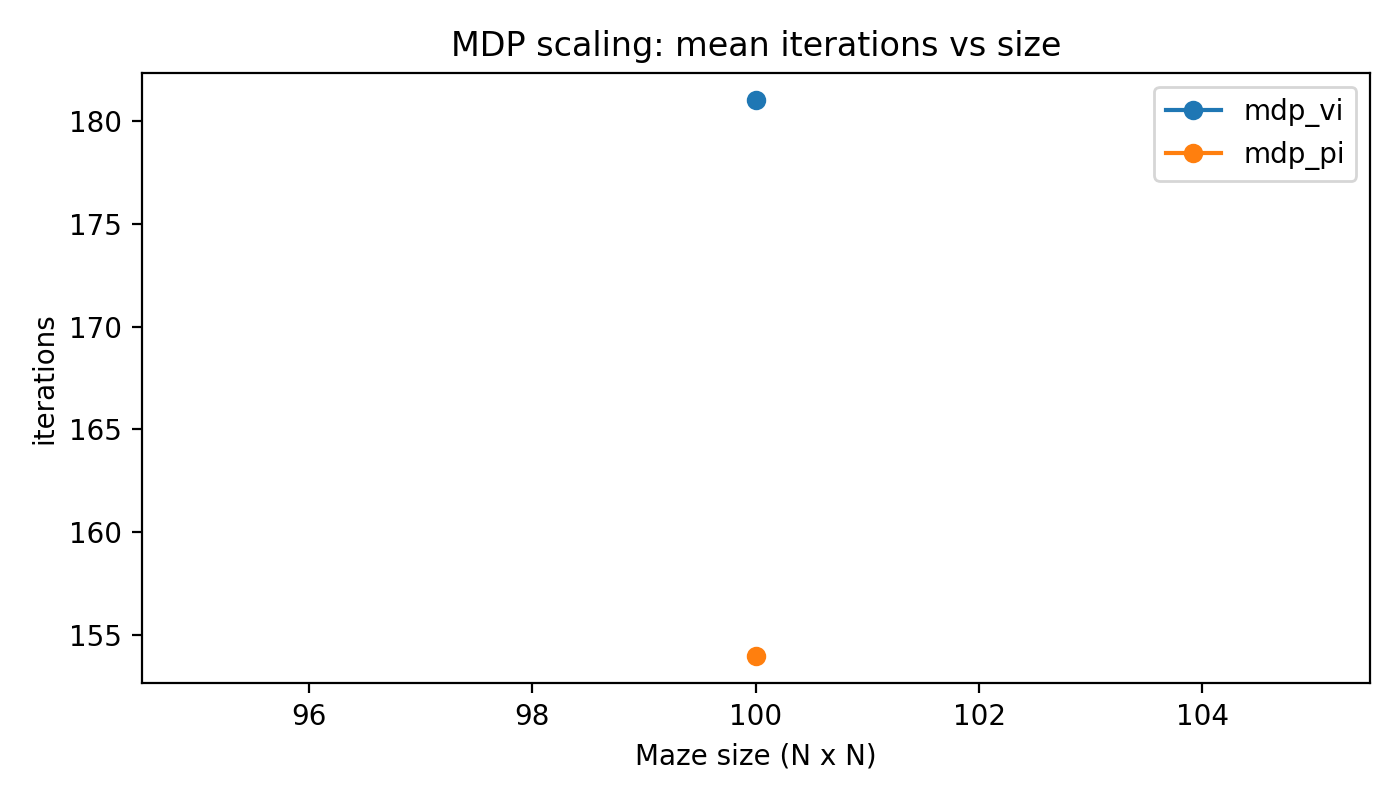 MDP scaling: mean iterations vs size
mdp_vi
mdp_pi
180
175
170
165
160
155
iterations
96
98
100
102
104
Maze size (N x N)